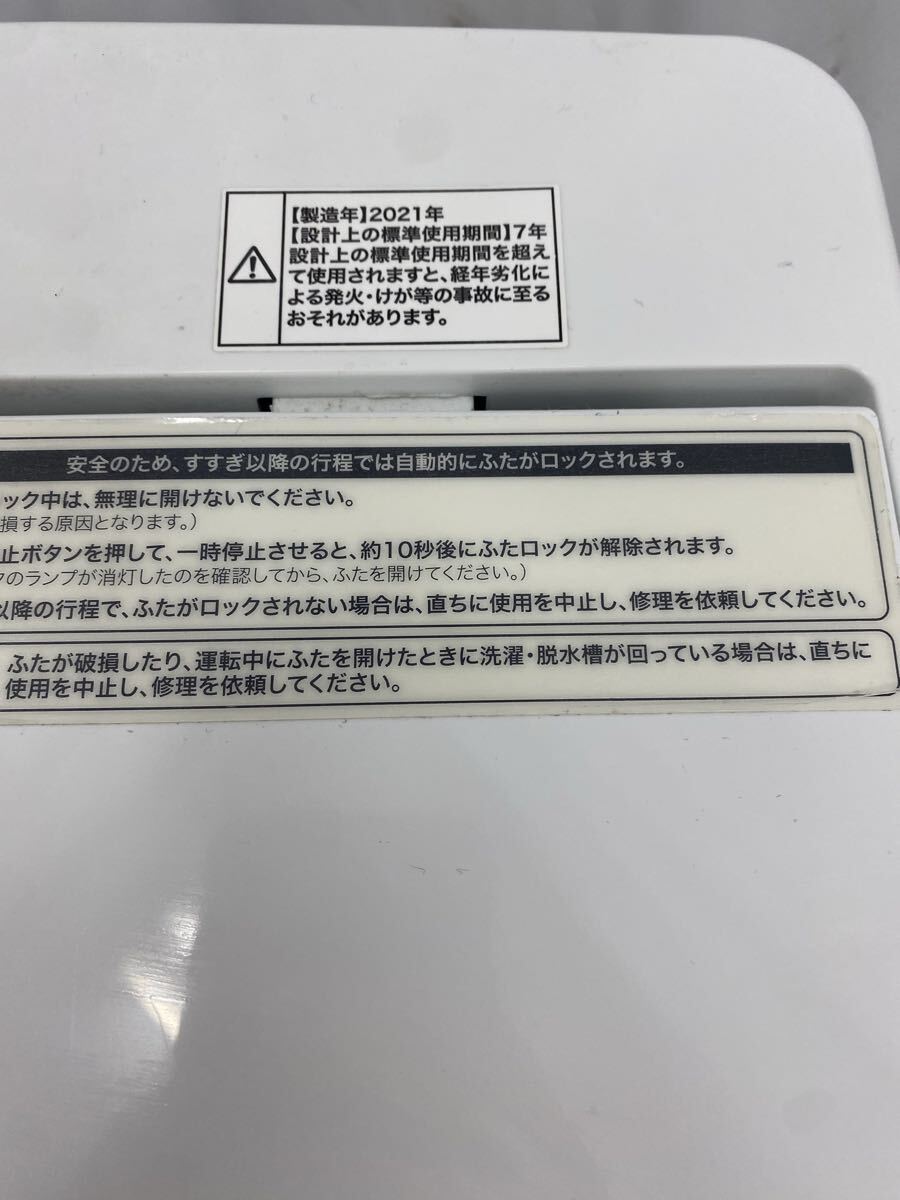 【製造年】2021年
【設計上の標準使用期間】7年
設計上の標準使用期間を超え
て使用されますと、経年劣化に
よる発火・けが等の事故に至る
おそれがあります。
安全のため、すすぎ以降の行程では自動的にふたがロックされます。
ック中は、無理に開けないでください。
損する原因となります。）
止ボタンを押して、一時停止させると、約10秒後にふたロックが解除されます。
クのランプが消灯したのを確認してから、ふたを開けてください。）
以降の行程で、ふたがロックされない場合は、直ちに使用を中止し、修理を依頼してください。
ふたが破損したり、運転中にふたを開けたときに洗濯・脱水槽が回っている場合は、直ちに
使用を中止し、修理を依頼してください。